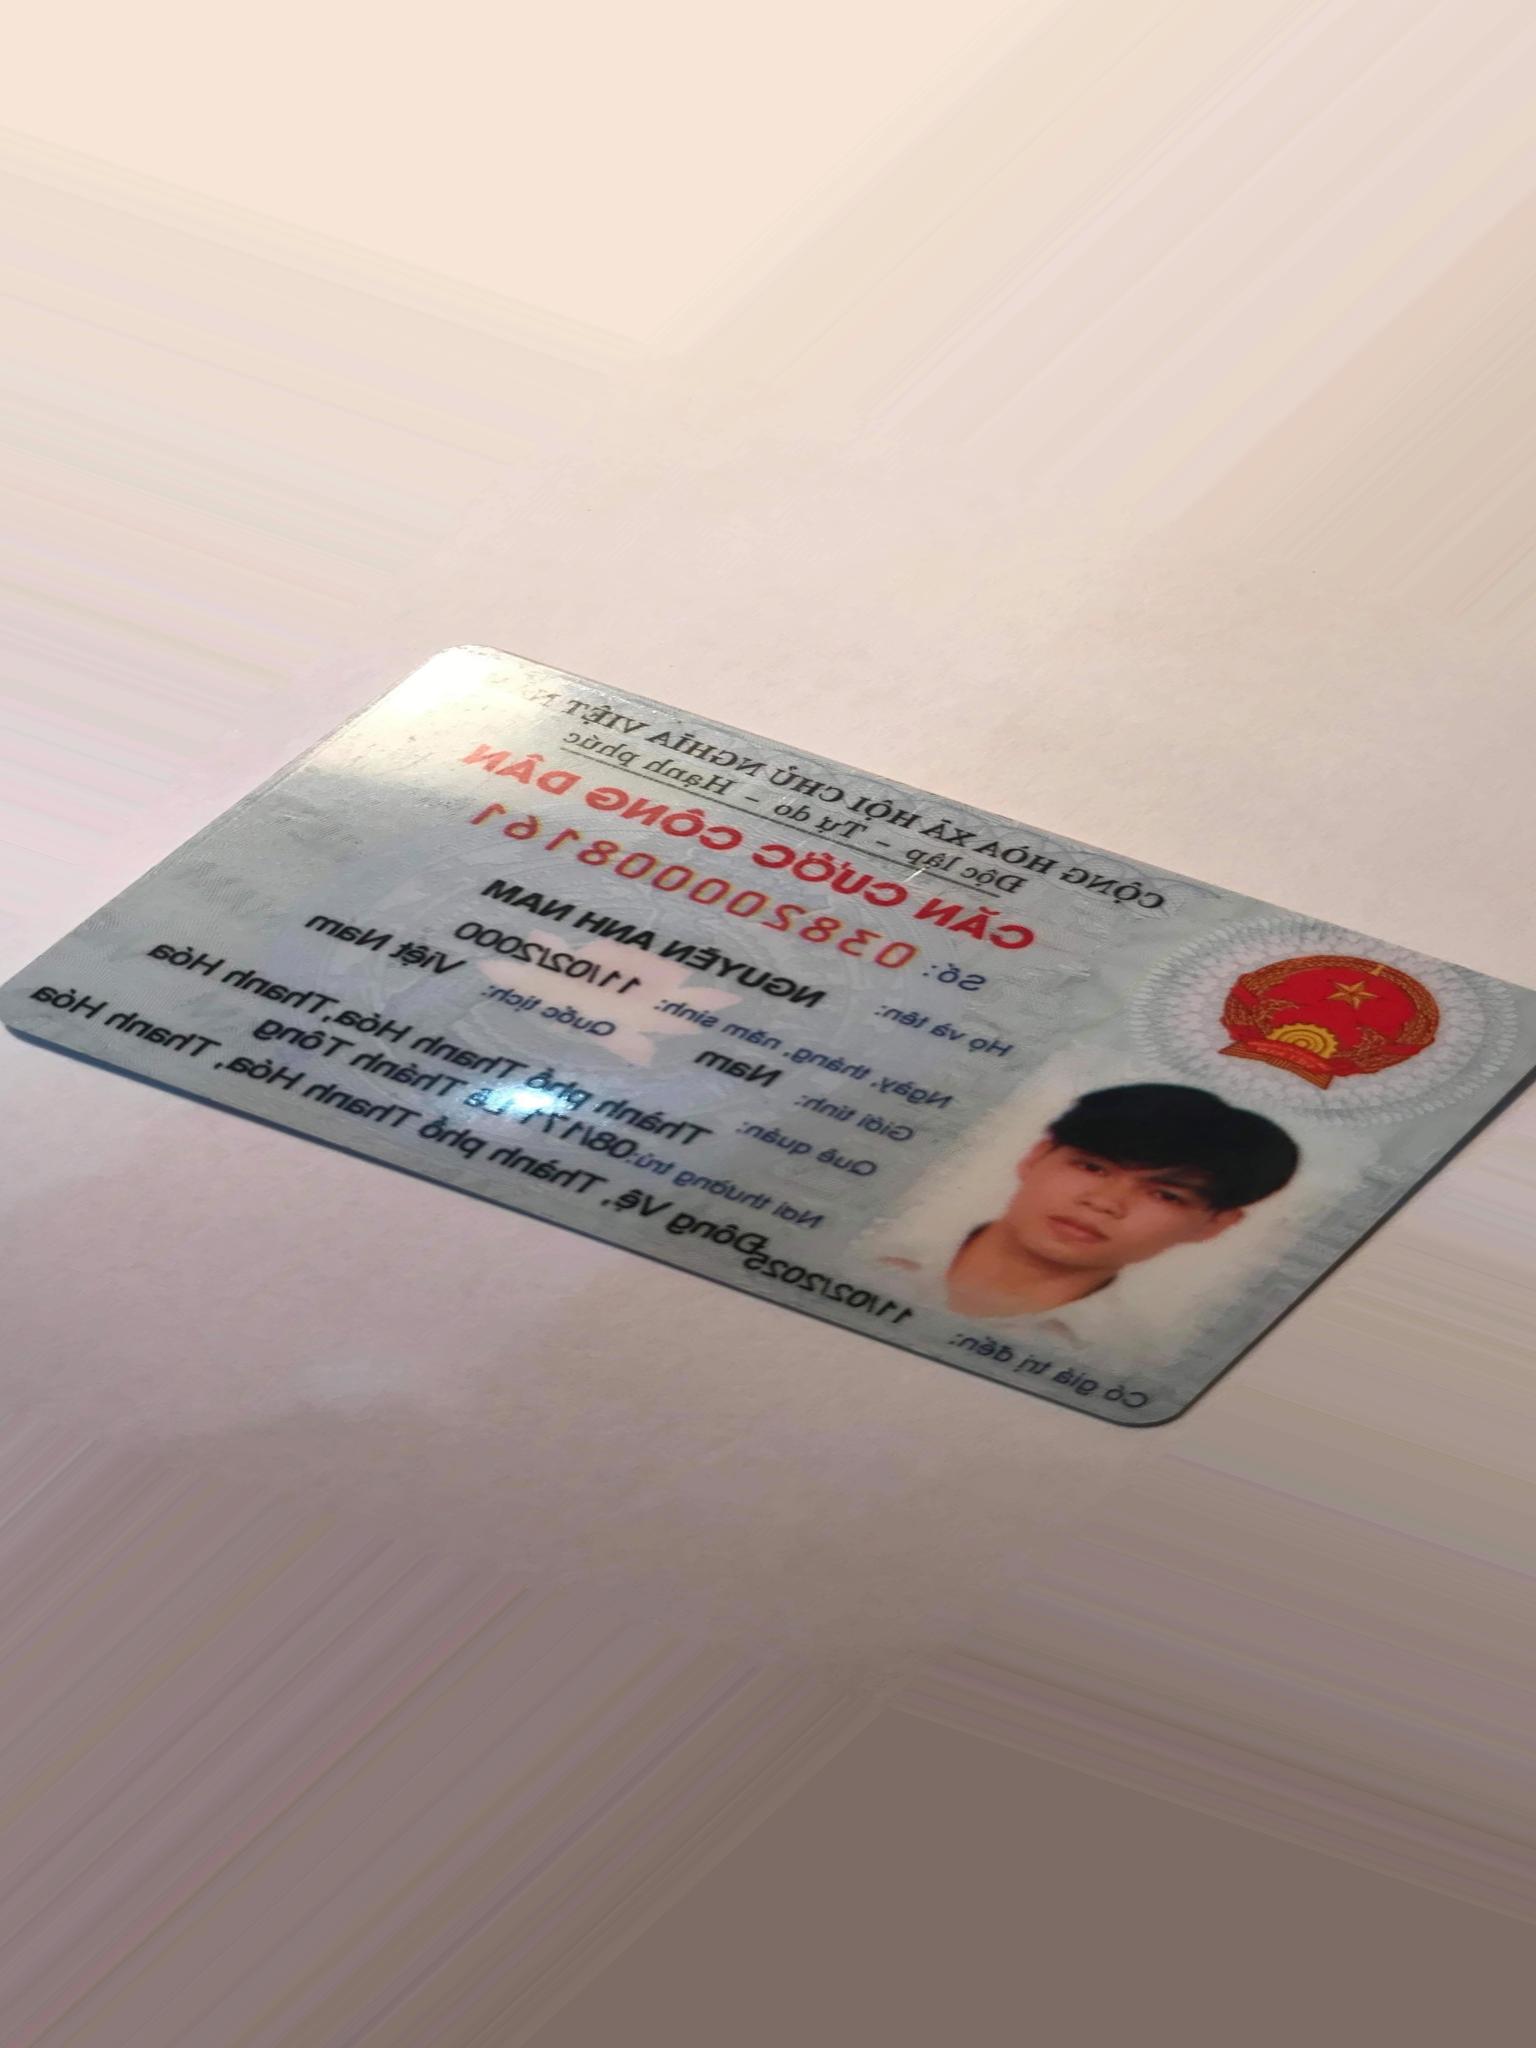 CỘNG HÒA XÃ HỘI CHỦ NGHĨA VIỆT
Độc lập - Tự do - Hạnh phúc
CĂN CƯỚC CÔNG DÂN
Số: 038200008161
Họ và tên: NGUYỄN ANH NAM
Ngày, tháng, năm sinh: 11/02/2000
Giới tính: Nam Quốc tịch: Việt Nam
Quê quán: Thành phố Thanh Hóa, Thanh Hóa
Nơi thường trú: 08/17 Lê Thánh Tông
Đông Vệ, Thành phố Thanh Hóa, Thanh Hóa
Có giá trị đến: 11/02/2025